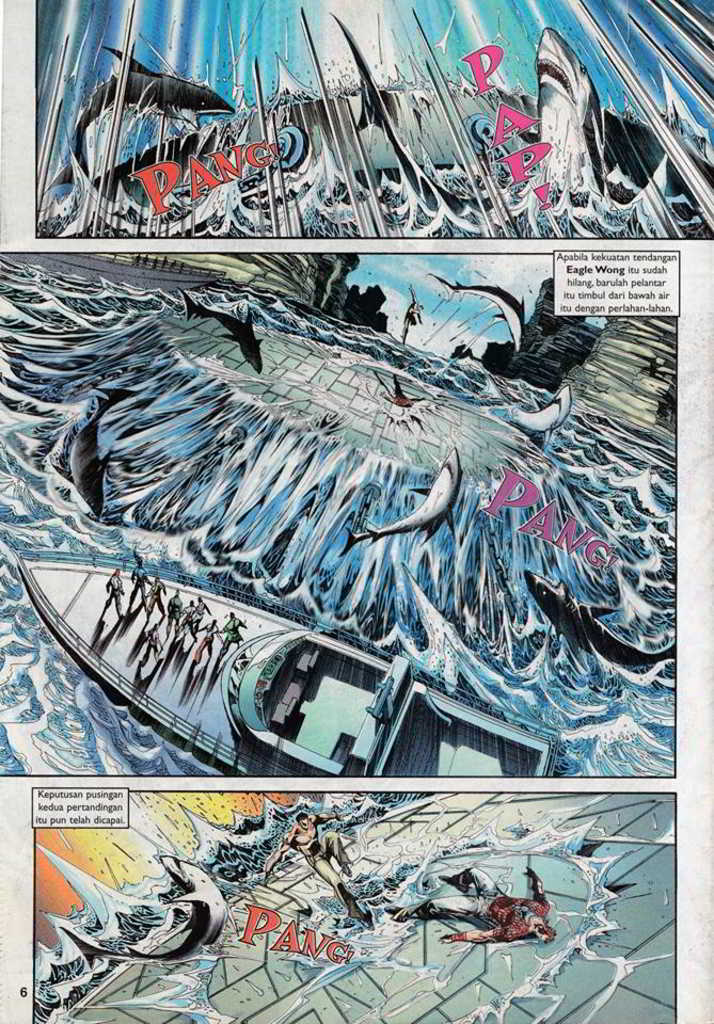 PANG!
PAP!
Apabila kekuatan tendangan
Eagle Wong itu sudah
hilang, barulah pelantar
itu timbul dari bawah air
itu dengan perlahan-lahan.
PANG!
Keputusan pusingan
kedua pertandingan
itu pun telah dicapai.
PANG!
6